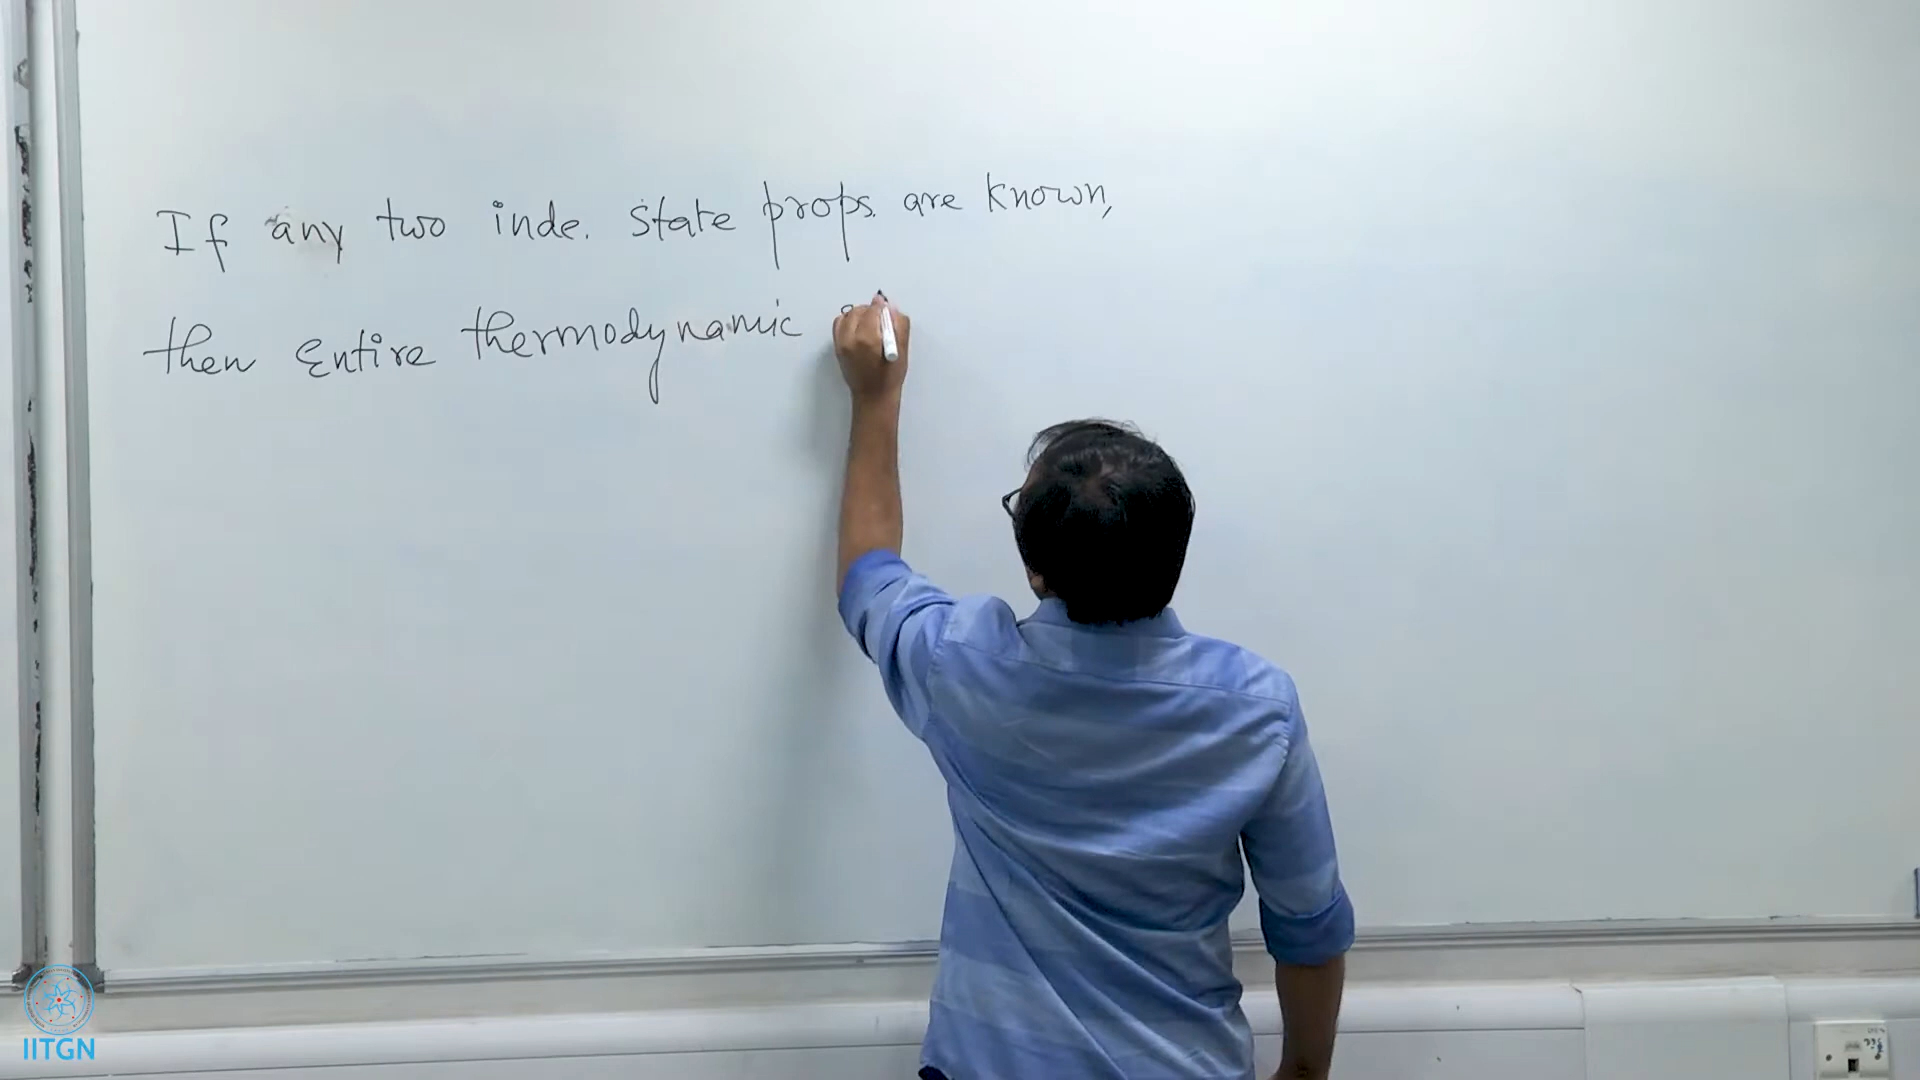 If any two inde. state props. are known,
then Entire thermodynamic
IITGN